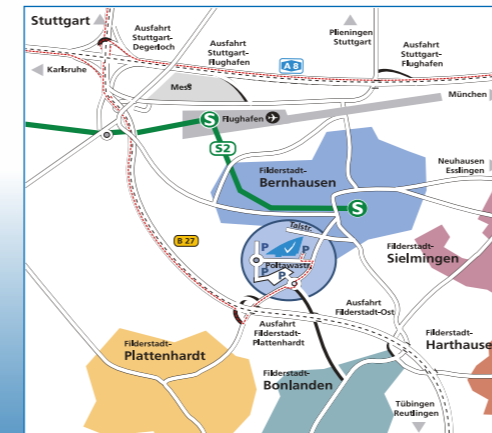 Stuttgart
Ausfahrt
Stuttgart-
Degerloch
Ausfahrt
Stuttgart-
Flughafen
Plieningen
Stuttgart
Ausfahrt
Stuttgart-
Flughafen
Karlsruhe
A 8
München
Flughafen
S
S2
Filderstadt-
Bernhausen
Neuhausen
Esslingen
S
Talstr.
B 27
P
P
P
P
Poltawastr.
Filderstadt-
Sielmingen
Ausfahrt
Filderstadt-Ost
Ausfahrt
Filderstadt-
Plattenhardt
Filderstadt-
Plattenhardt
Filderstadt-
Bonlanden
Filderstadt-
Harthause
Tübingen
Reutlingen